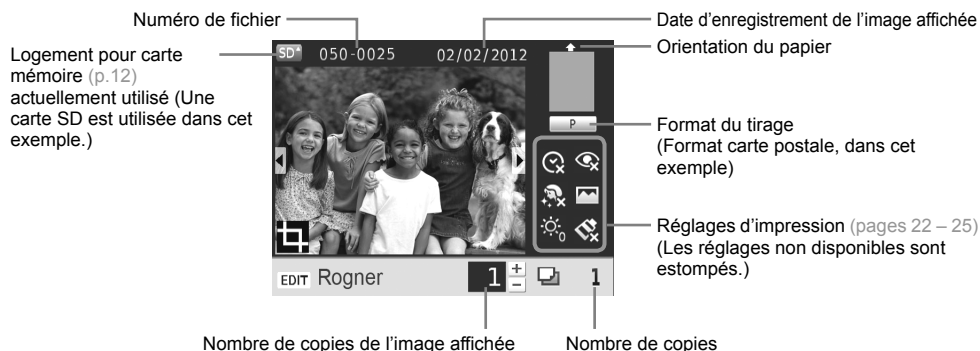 Numéro de fichier
Date d’enregistrement de l’image affichée
Logement pour carte
mémoire (p.12)
actuellement utilisé (Une
carte SD est utilisée dans cet
exemple.)
SD
050-0025
02/02/2012
Orientation du papier
P
Format du tirage
(Format carte postale, dans cet
exemple)
0
Réglages d’impression (pages 22 – 25)
(Les réglages non disponibles sont
estompés.)
EDIT Rogner
1 + −
1
Nombre de copies de l’image affichée
Nombre de copies